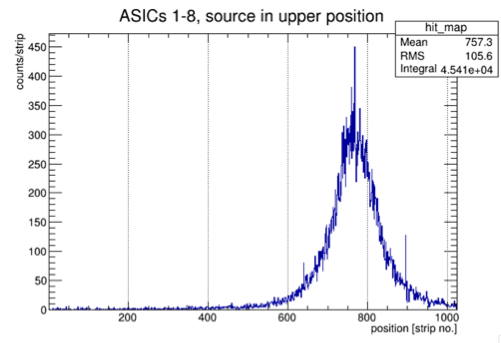 ASICs 1-8, source in upper position
hit_map
Mean 757.3
RMS 105.6
Integral 4.541e+04
counts/strip
450
400
350
300
250
200
150
100
50
0
200 400 600 800 1000
position [strip no.]